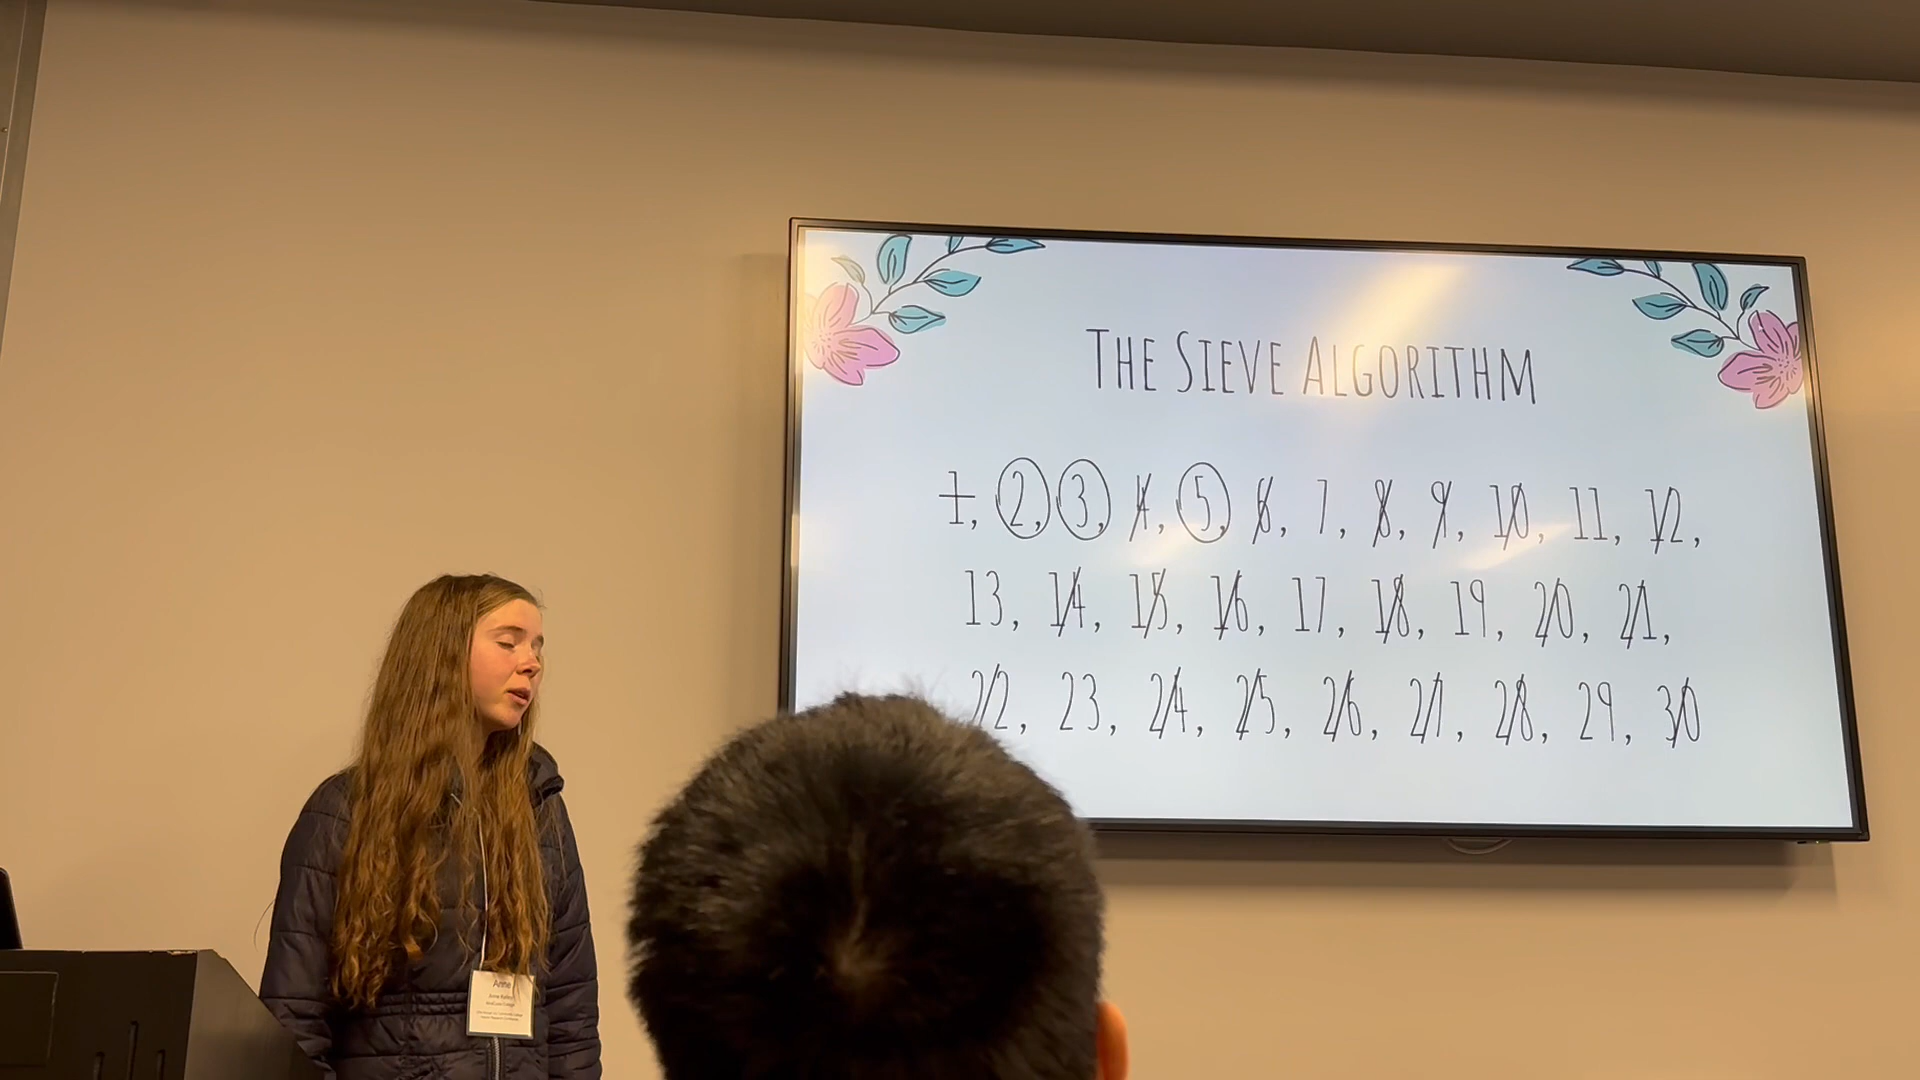 THE SIEVE ALGORITHM
1, 2, 3, 4, 5, 6, 7, 8, 9, 10, 11, 12,
13, 14, 15, 16, 17, 18, 19, 20, 21,
22, 23, 24, 25, 26, 27, 28, 29, 30
Anne